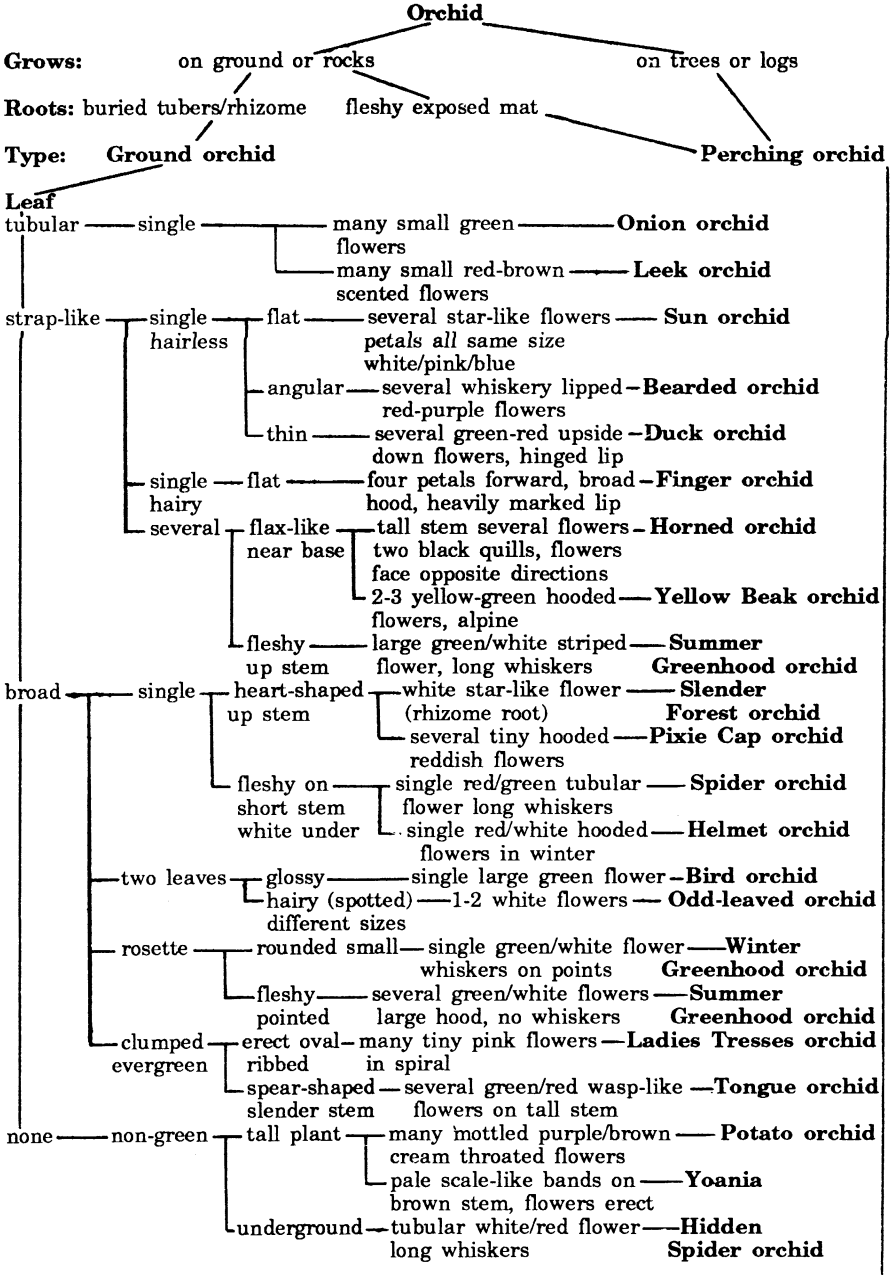 Orchid
Grows: on ground or rocks on trees or logs
Roots: buried tubers/rhizome fleshy exposed mat
Type: Ground orchid Perching orchid
Leaf
tubular single many small green Onion orchid
flowers
many small red-brown Leek orchid
scented flowers
strap-like single flat several star-like flowers Sun orchid
hairless petals all same size
white/pink/blue
angular several whiskery lipped Bearded orchid
red-purple flowers
thin several green-red upside Duck orchid
down flowers, hinged lip
single flat four petals forward, broad Finger orchid
hairy hood, heavily marked lip
several flax-like tall stem several flowers Horned orchid
near base two black quills, flowers
face opposite directions
2-3 yellow-green hooded Yellow Beak orchid
flowers, alpine
fleshy large green/white striped Summer
up stem flower, long whiskers Greenhood orchid
broad single heart-shaped white star-like flower Slender
up stem (rhizome root) Forest orchid
several tiny hooded Pixie Cap orchid
reddish flowers
fleshy on single red/green tubular Spider orchid
short stem flower long whiskers
white under single red/white hooded Helmet orchid
flowers in winter
two leaves glossy single large green flower Bird orchid
hairy (spotted) 1-2 white flowers Odd-leaved orchid
different sizes
rosette rounded small single green/white flower Winter
whiskers on points Greenhood orchid
fleshy several green/white flowers Summer
pointed large hood, no whiskers Greenhood orchid
clumped erect oval many tiny pink flowers Ladies Tresses orchid
evergreen ribbed in spiral
spear-shaped several green/red wasp-like Tongue orchid
slender stem flowers on tall stem
none non-green tall plant many mottled purple/brown Potato orchid
cream throated flowers
pale scale-like bands on Yoania
brown stem, flowers erect
underground tubular white/red flower Hidden
long whiskers Spider orchid